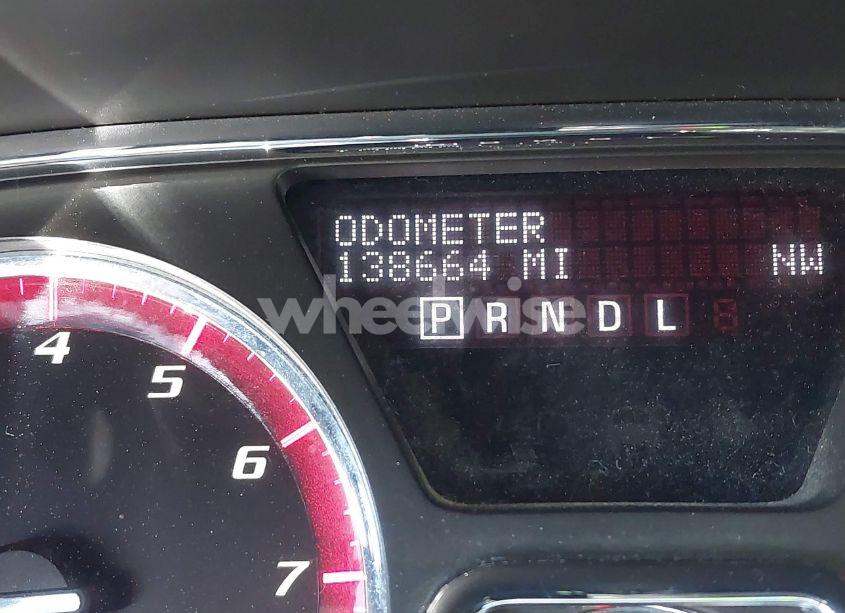 ODOMETER
138664 MI NW
wheelwise
P R N D L
4
5
6
7